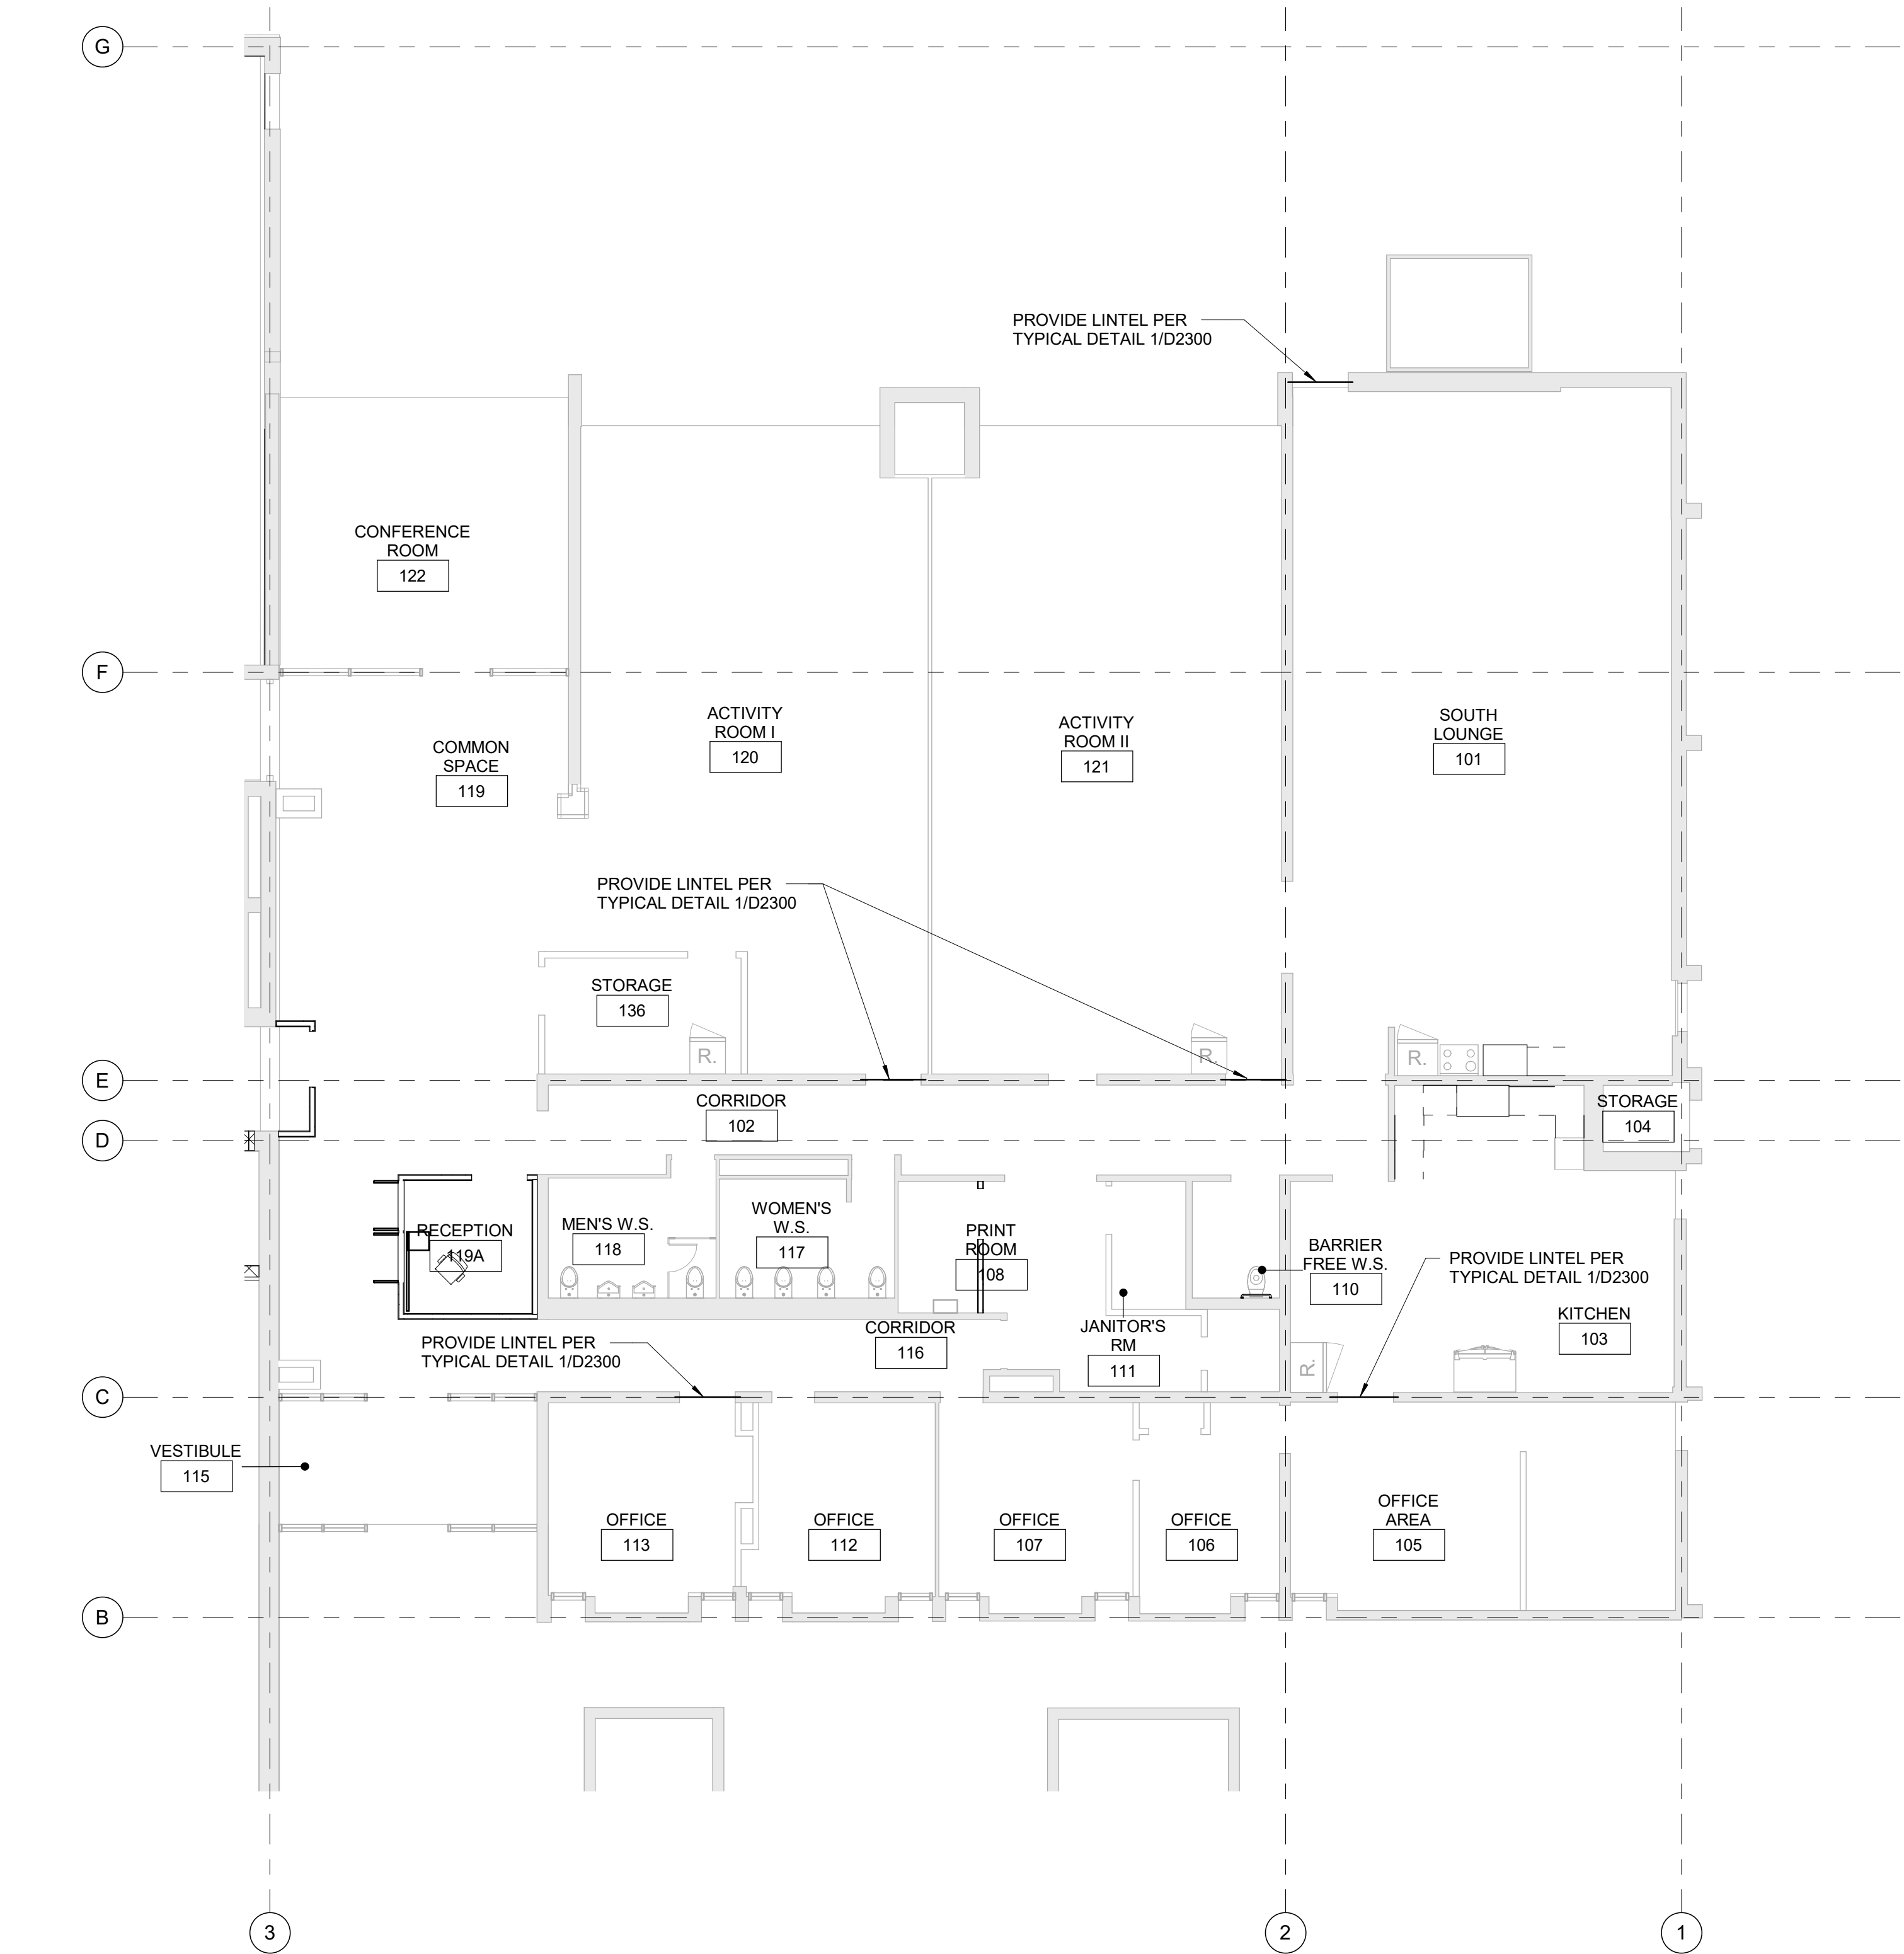 G
PROVIDE LINTEL PER
TYPICAL DETAIL 1/D2300
CONFERENCE
ROOM
122
F
ACTIVITY
ROOM I
120
ACTIVITY
ROOM II
121
SOUTH
LOUNGE
101
COMMON
SPACE
119
PROVIDE LINTEL PER
TYPICAL DETAIL 1/D2300
STORAGE
136
R.
R.
R.
E
CORRIDOR
102
STORAGE
104
D
RECEPTION
119A
MEN'S W.S.
118
WOMEN'S
W.S.
117
PRINT
ROOM
108
BARRIER
FREE W.S.
110
PROVIDE LINTEL PER
TYPICAL DETAIL 1/D2300
KITCHEN
103
CORRIDOR
116
JANITOR'S
RM
111
R.
PROVIDE LINTEL PER
TYPICAL DETAIL 1/D2300
C
VESTIBULE
115
OFFICE
113
OFFICE
112
OFFICE
107
OFFICE
106
OFFICE
AREA
105
B
3
2
1